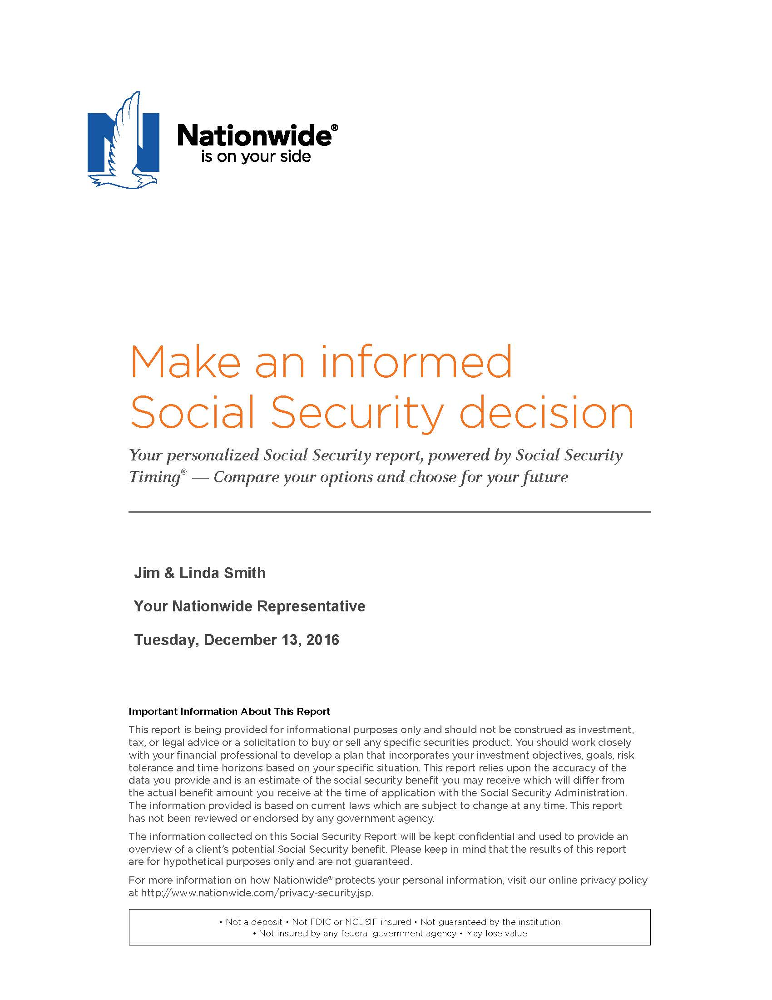 Nationwide®
is on your side
Make an informed
Social Security decision
Your personalized Social Security report, powered by Social Security
Timing® — Compare your options and choose for your future
Jim & Linda Smith
Your Nationwide Representative
Tuesday, December 13, 2016
Important Information About This Report
This report is being provided for informational purposes only and should not be construed as investment,
tax, or legal advice or a solicitation to buy or sell any specific securities product. You should work closely
with your financial professional to develop a plan that incorporates your investment objectives, goals, risk
tolerance and time horizons based on your specific situation. This report relies upon the accuracy of the
data you provide and is an estimate of the social security benefit you may receive which will differ from
the actual benefit amount you receive at the time of application with the Social Security Administration.
The information provided is based on current laws which are subject to change at any time. This report
has not been reviewed or endorsed by any government agency.
The information collected on this Social Security Report will be kept confidential and used to provide an
overview of a client's potential Social Security benefit. Please keep in mind that the results of this report
are for hypothetical purposes only and are not guaranteed.
For more information on how Nationwide® protects your personal information, visit our online privacy policy
at http://www.nationwide.com/privacy-security.jsp.
• Not a deposit • Not FDIC or NCUSIF insured • Not guaranteed by the institution
• Not insured by any federal government agency • May lose value